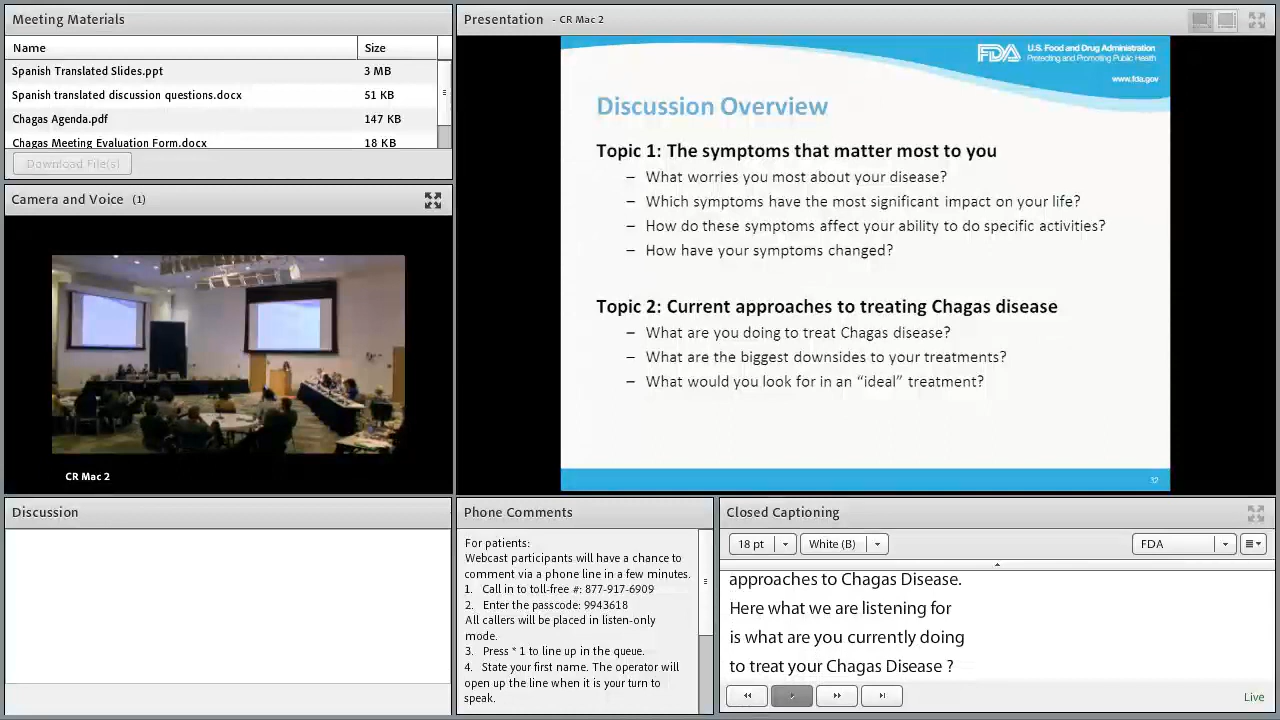 Meeting Materials
Name Size
Spanish Translated Slides.ppt 3 MB
Spanish translated discussion questions.docx 51 KB
Chagas Agenda.pdf 147 KB
Chagas Meeting Evaluation Form.docx 18 KB
Download File(s)
Camera and Voice (1)
CR Mac 2
Presentation - CR Mac 2
FDA U.S. Food and Drug Administration
Protecting and Promoting Public Health
www.fda.gov
Discussion Overview
Topic 1: The symptoms that matter most to you
– What worries you most about your disease?
– Which symptoms have the most significant impact on your life?
– How do these symptoms affect your ability to do specific activities?
– How have your symptoms changed?
Topic 2: Current approaches to treating Chagas disease
– What are you doing to treat Chagas disease?
– What are the biggest downsides to your treatments?
– What would you look for in an “ideal” treatment?
32
Discussion
Phone Comments
For patients:
Webcast participants will have a chance to
comment via a phone line in a few minutes.
1. Call in to toll-free #: 877-917-6909
2. Enter the passcode: 9943618
All callers will be placed in listen-only
mode.
3. Press * 1 to line up in the queue.
4. State your first name. The operator will
open up the line when it is your turn to
speak.
Closed Captioning
18 pt White (B) FDA
approaches to Chagas Disease.
Here what we are listening for
is what are you currently doing
to treat your Chagas Disease ?
Live